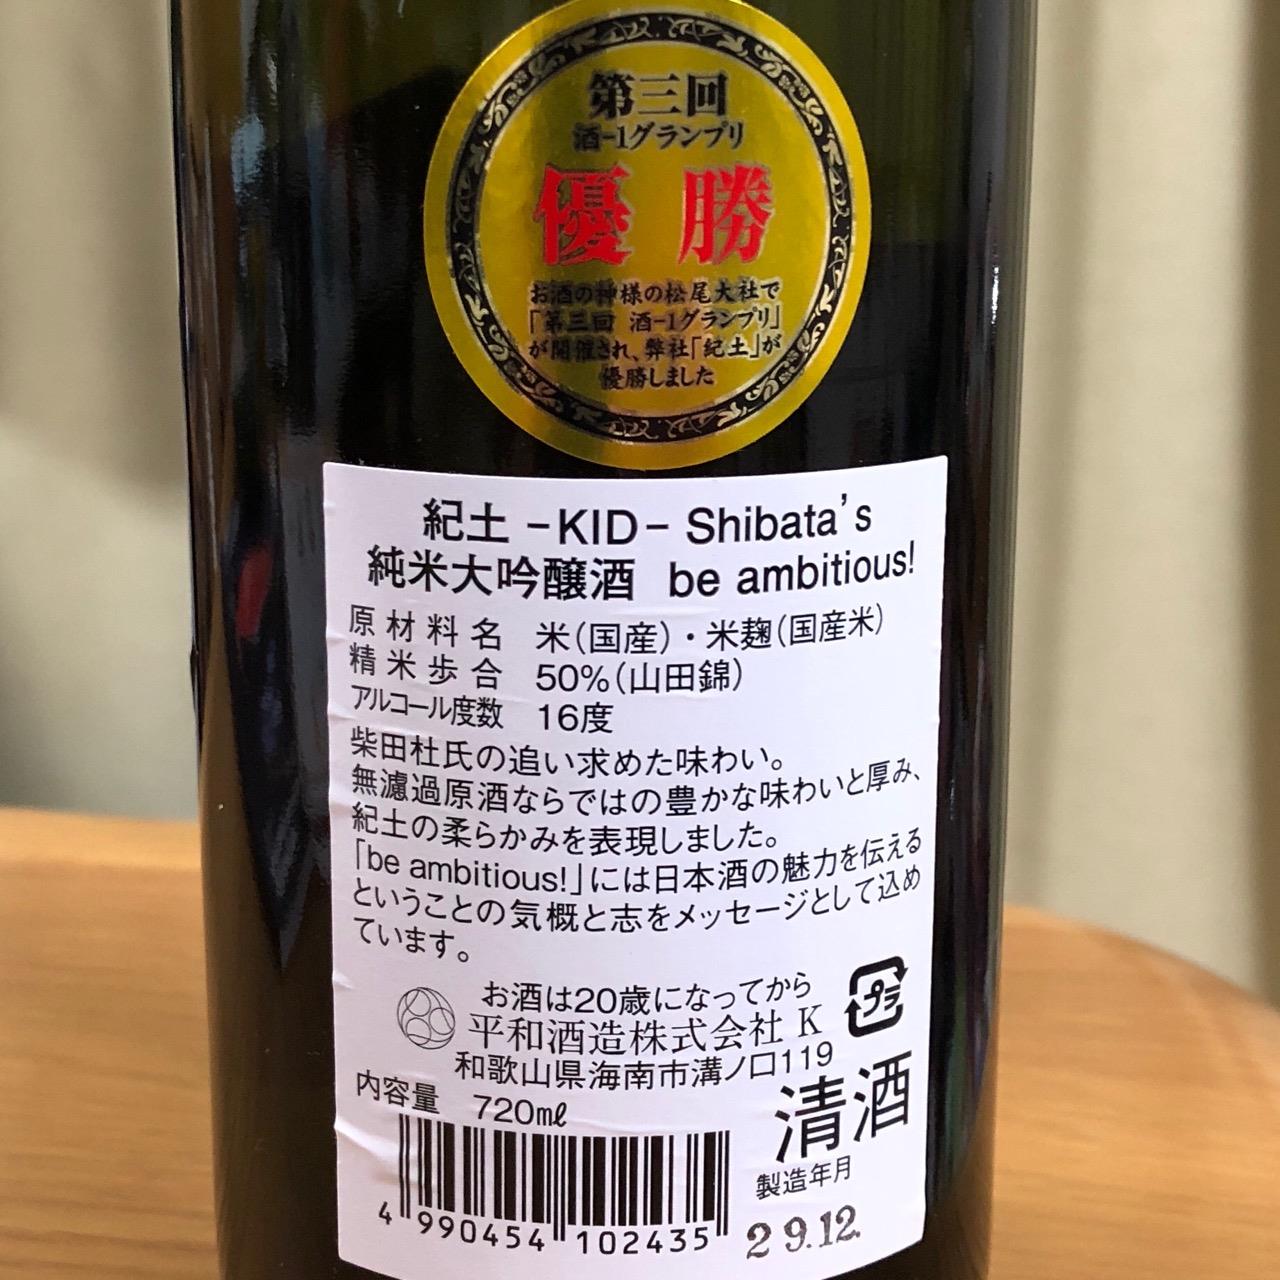 第三回
酒-1グランプリ
優勝
お酒の神様の松尾大社で
「第三回 酒-1グランプリ」
が開催され、弊社「紀土」が
優勝しました
紀土 -KID- Shibata's
純米大吟醸酒 be ambitious!
原材料名 米(国産)・米麹(国産米)
精米歩合 50%(山田錦)
アルコール度数 16度
柴田杜氏の追い求めた味わい。
無濾過原酒ならではの豊かな味わいと厚み、
紀土の柔らかみを表現しました。
「be ambitious!」には日本酒の魅力を伝える
ということの気概と志をメッセージとして込め
ています。
お酒は20歳になってから
プラ
平和酒造株式会社 K
和歌山県海南市溝ノ口119
内容量 720mℓ
清酒
製造年月
4 990454 102435
29.12.